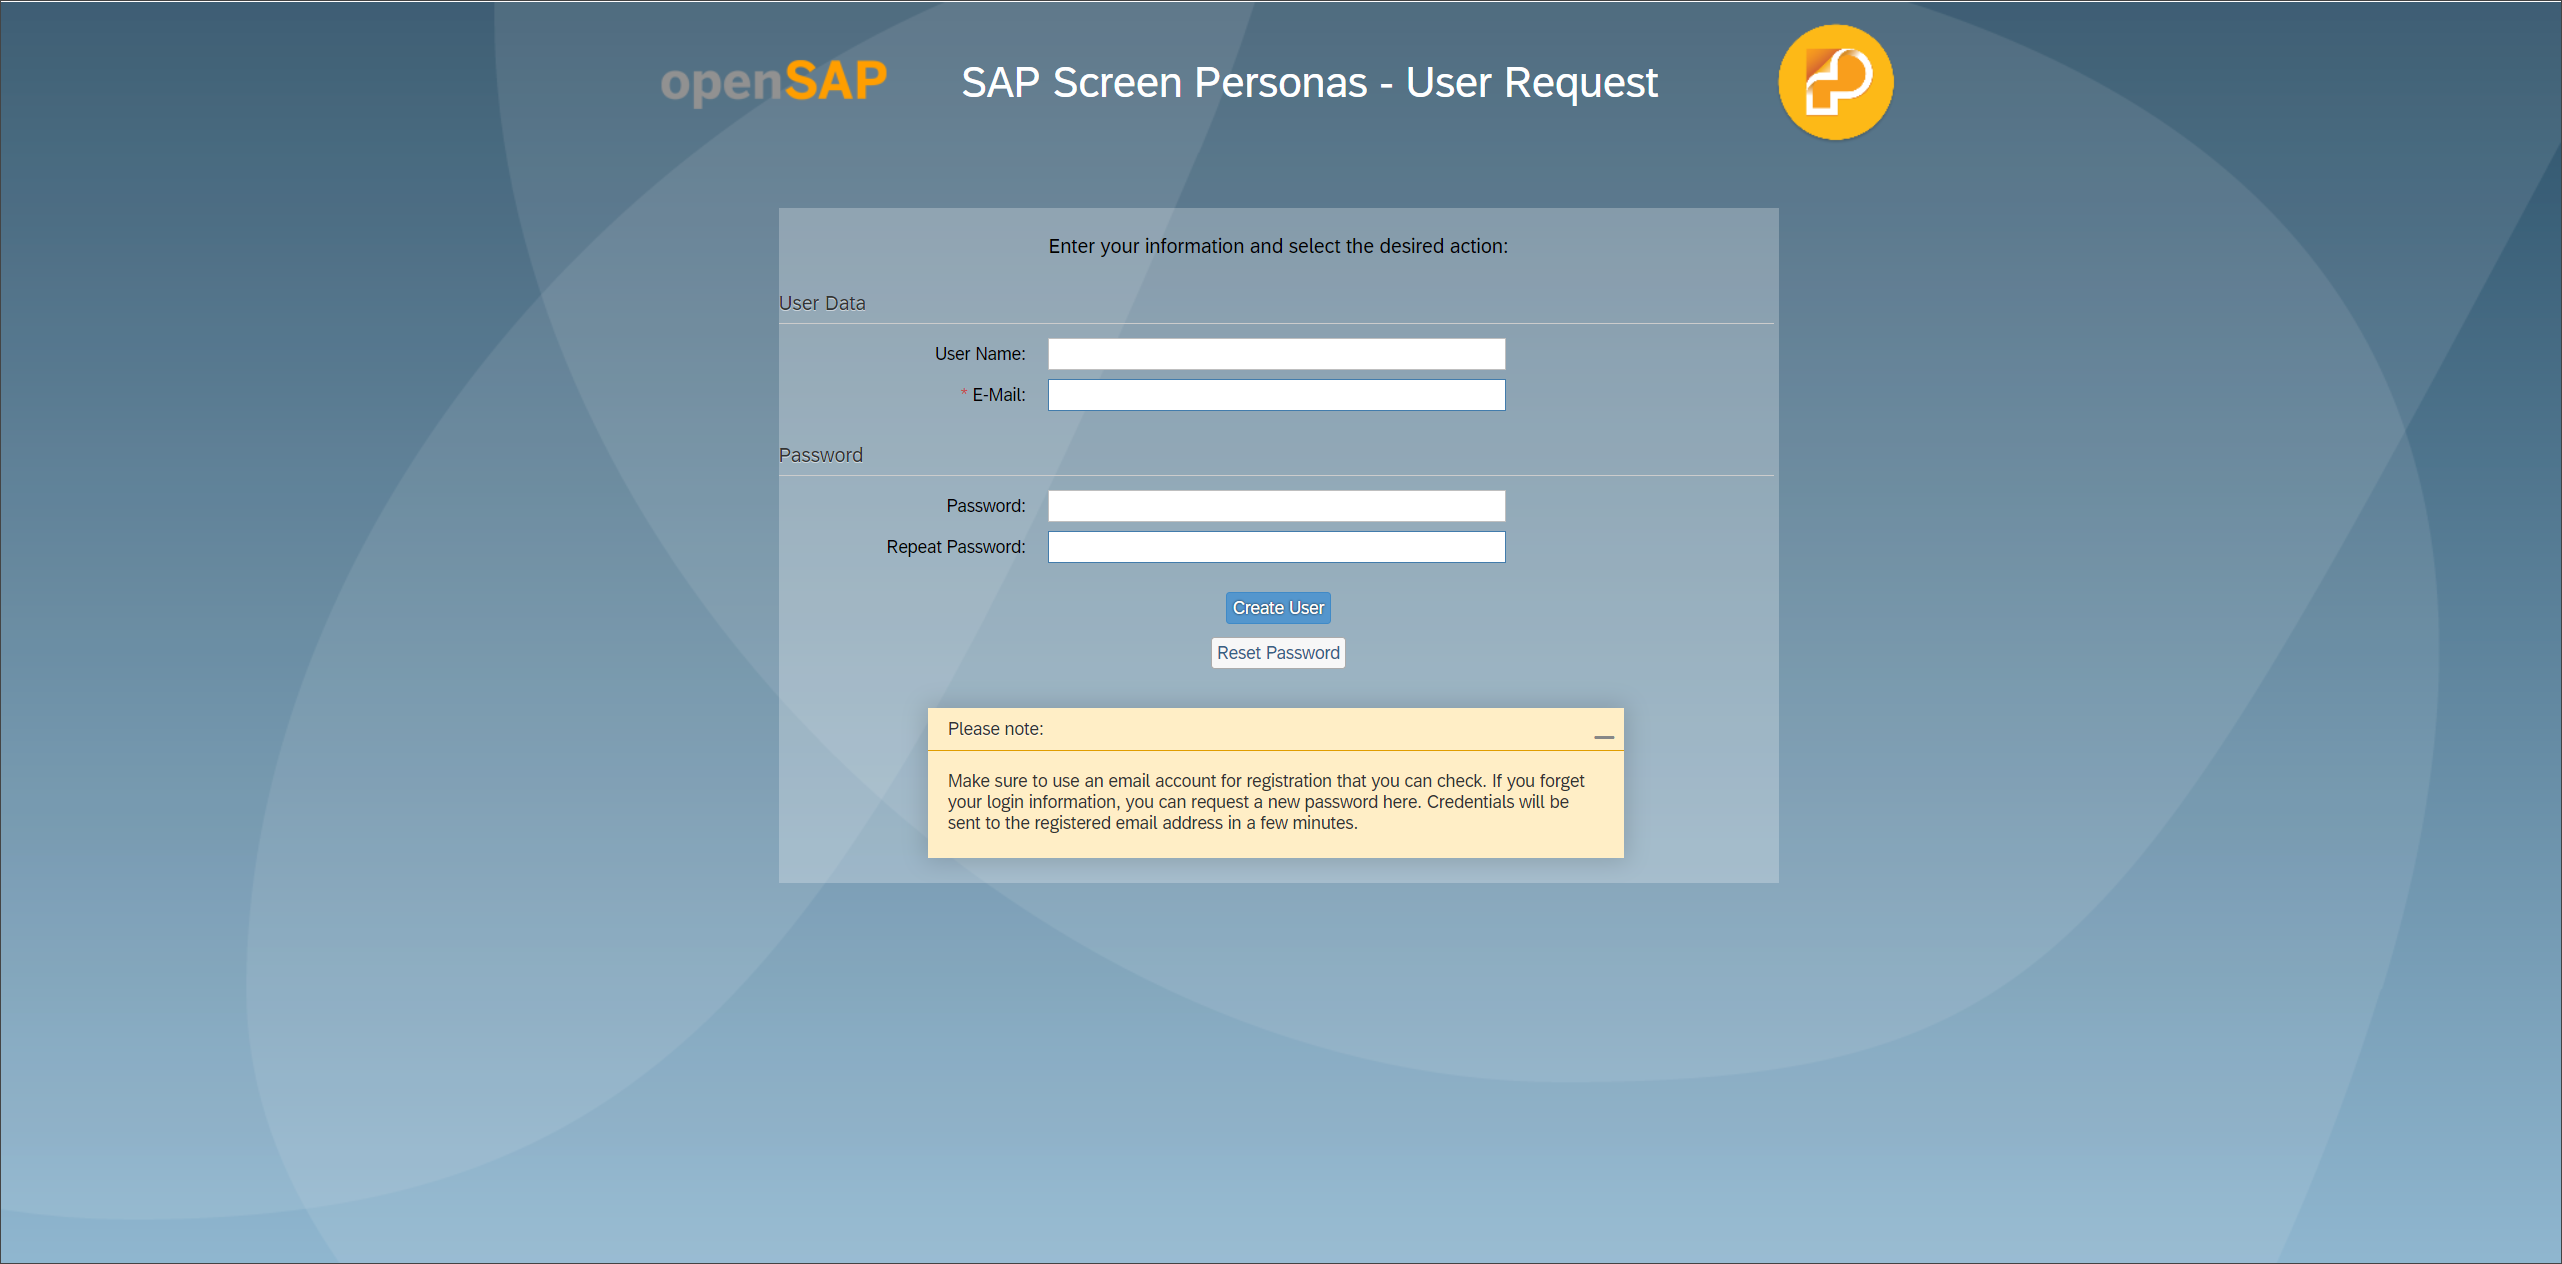 openSAP
SAP Screen Personas - User Request
Enter your information and select the desired action:
User Data
User Name:
* E-Mail:
Password
Password:
Repeat Password:
Create User
Reset Password
Please note:
Make sure to use an email account for registration that you can check. If you forget
your login information, you can request a new password here. Credentials will be
sent to the registered email address in a few minutes.